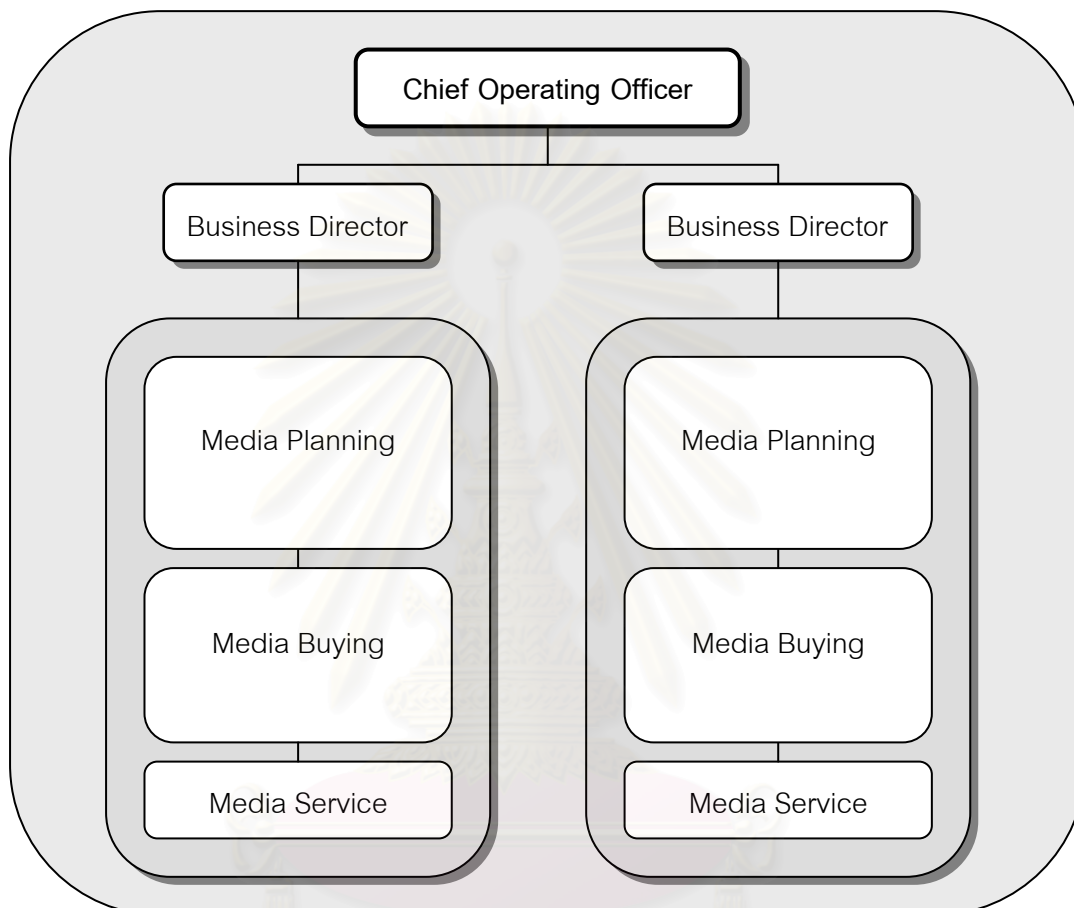 Chief Operating Officer
Business Director
Business Director
Media Planning
Media Planning
Media Buying
Media Buying
Media Service
Media Service